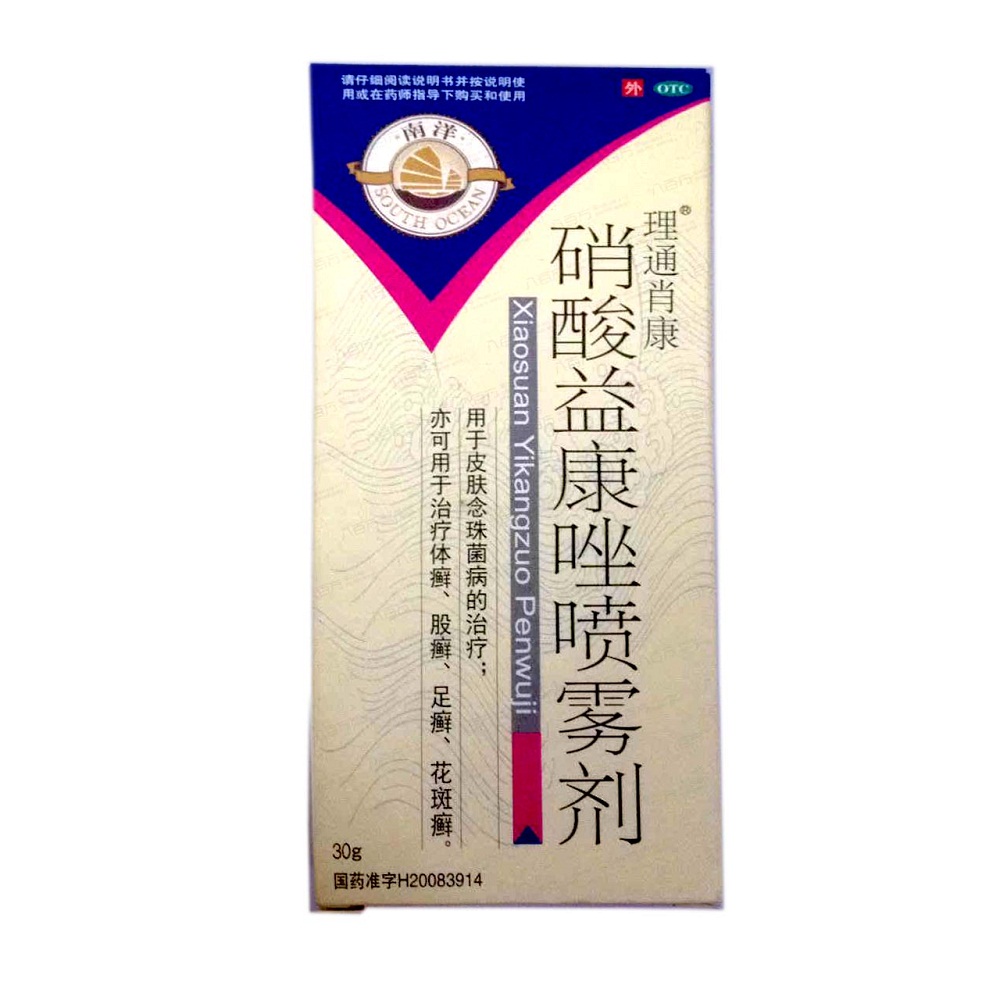 请仔细阅读说明书并按说明使
用或在药师指导下购买和使用
外
OTC
南洋
SOUTH OCEAN
理通肖康®
硝酸益康唑喷雾剂
Xiaosuan Yikangzuo Penwuji
用于皮肤念珠菌病的治疗；
亦可用于治疗体癣、股癣、足癣、花斑癣。
30g
国药准字H20083914